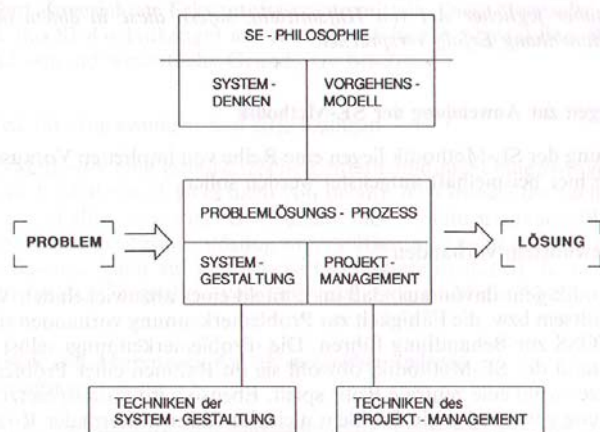 SE - PHILOSOPHIE
SYSTEM - DENKEN
VORGEHENS - MODELL
PROBLEMLÖSUNGS - PROZESS
PROBLEM
LÖSUNG
SYSTEM - GESTALTUNG
PROJEKT - MANAGEMENT
TECHNIKEN der SYSTEM - GESTALTUNG
TECHNIKEN des PROJEKT - MANAGEMENT